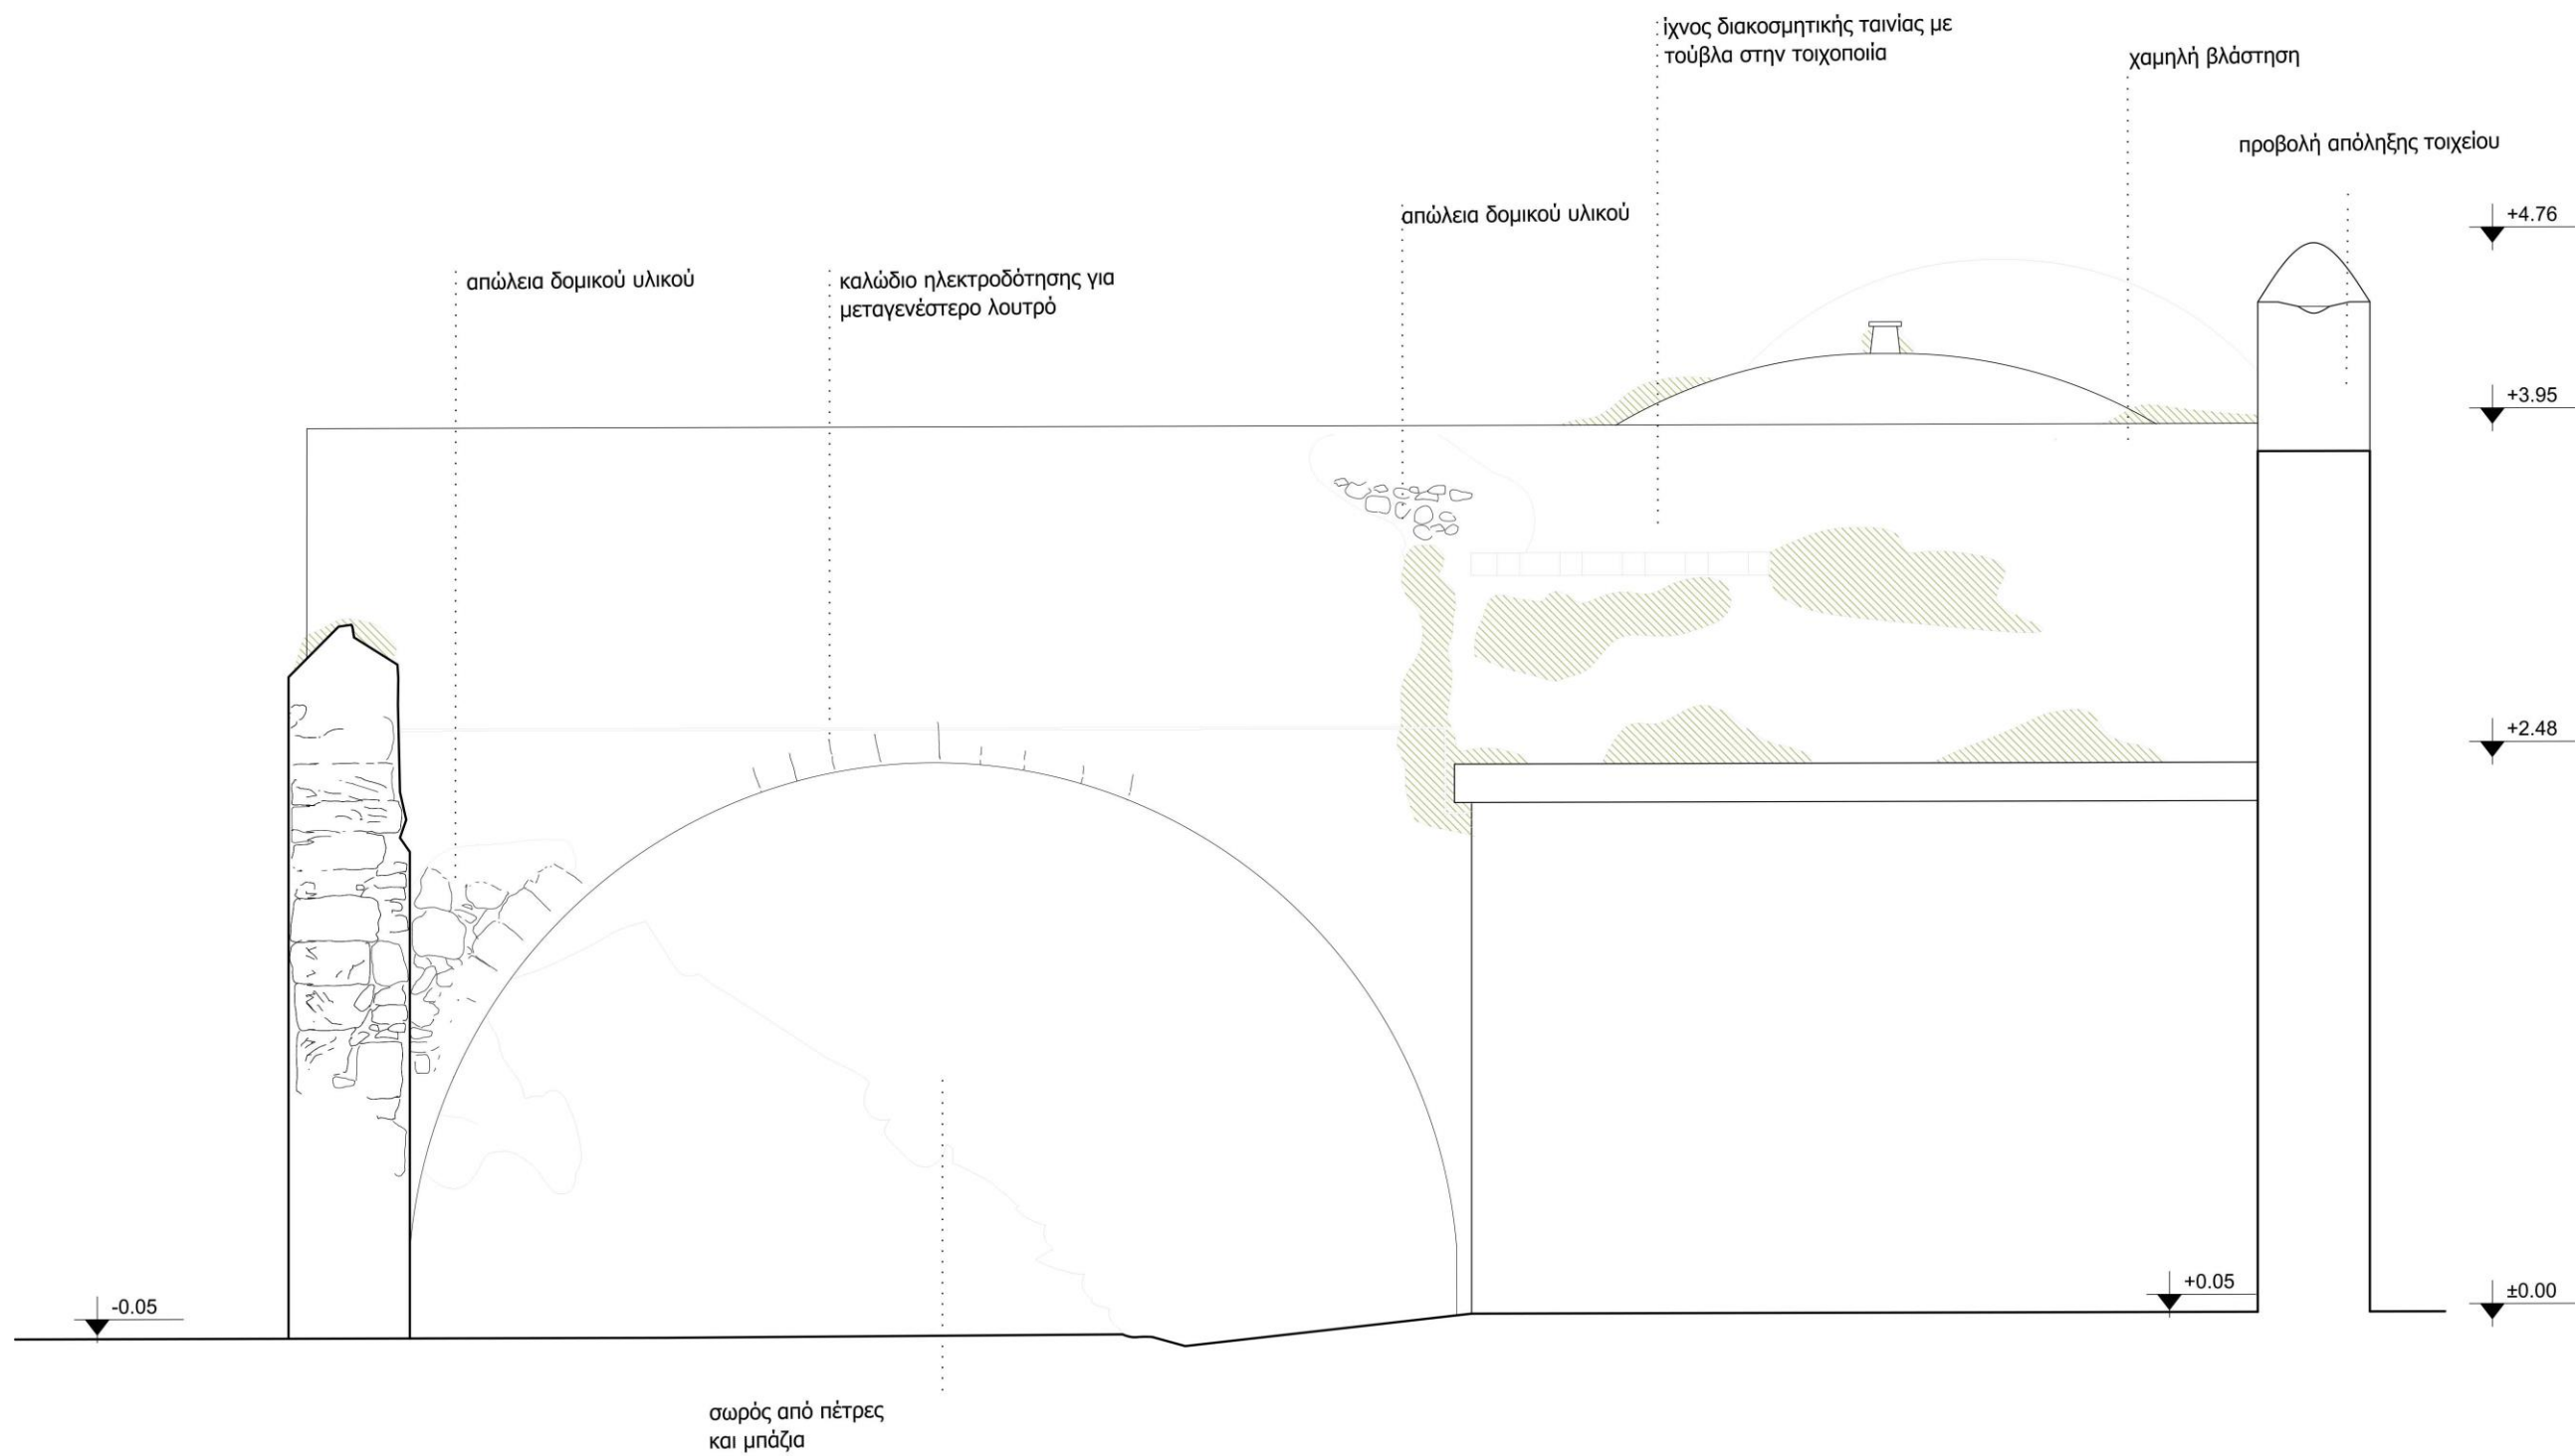 ίχνος διακοσμητικής ταινίας με
τούβλα στην τοιχοποιία
χαμηλή βλάστηση
προβολή απόληξης τοιχείου
απώλεια δομικού υλικού
+4.76
απώλεια δομικού υλικού
καλώδιο ηλεκτροδότησης για
μεταγενέστερο λουτρό
+3.95
+2.48
+0.05
±0.00
-0.05
σωρός από πέτρες
και μπάζια